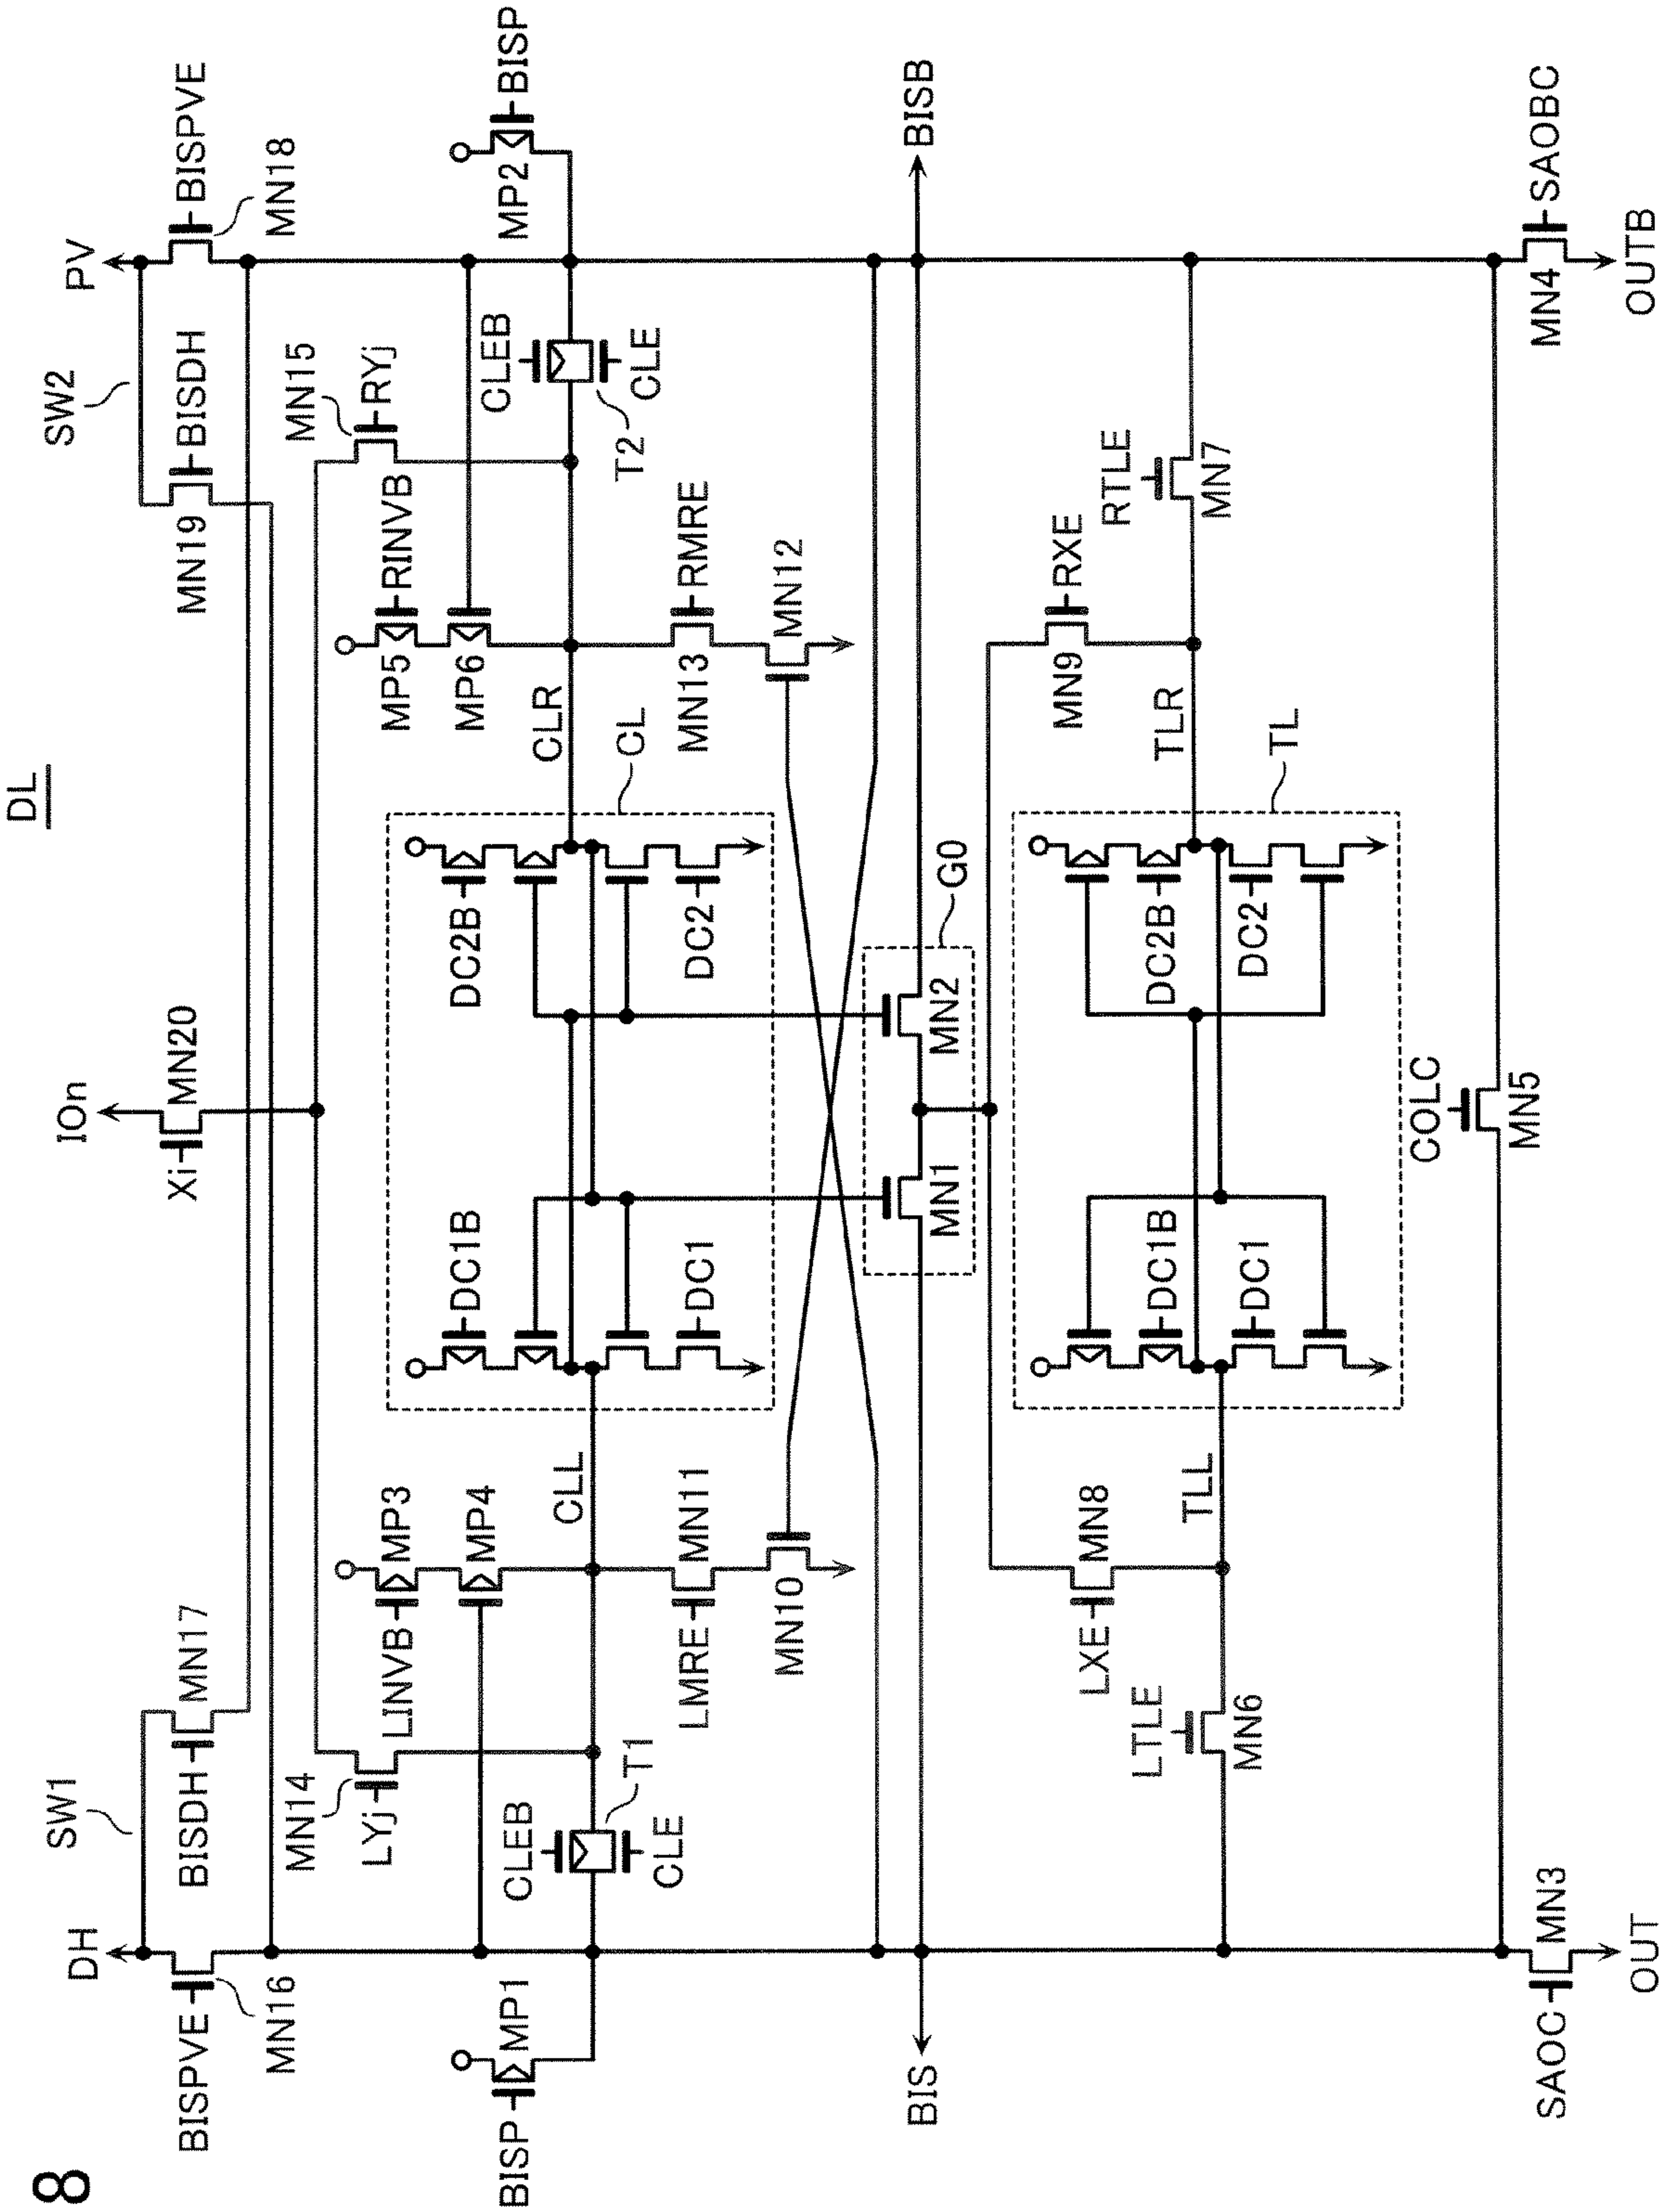 8
DL
DH
SW1
BISPVE
MN16
BISDH
MN17
IOn
Xi
MN20
PV
SW2
MN19
BISDH
BISPVE
MN18
MN14
LYj
LINVB
MP3
MP4
MN15
RYj
MP5
RINVB
MP6
BISP
MP1
CLEB
CLE
T1
CLL
LMRE
MN11
MN10
DC1B
DC1
DC2B
DC2
CLR
CL
MN13
RMRE
MN12
CLEB
CLE
T2
MP2
BISP
BIS
MN1
MN2
G0
BISB
LTLE
MN6
LXE
MN8
TLL
DC1B
DC1
DC2B
DC2
TLR
TL
MN9
RXE
RTLE
MN7
COLC
MN5
SAOC
MN3
OUT
MN4
SAOBC
OUTB